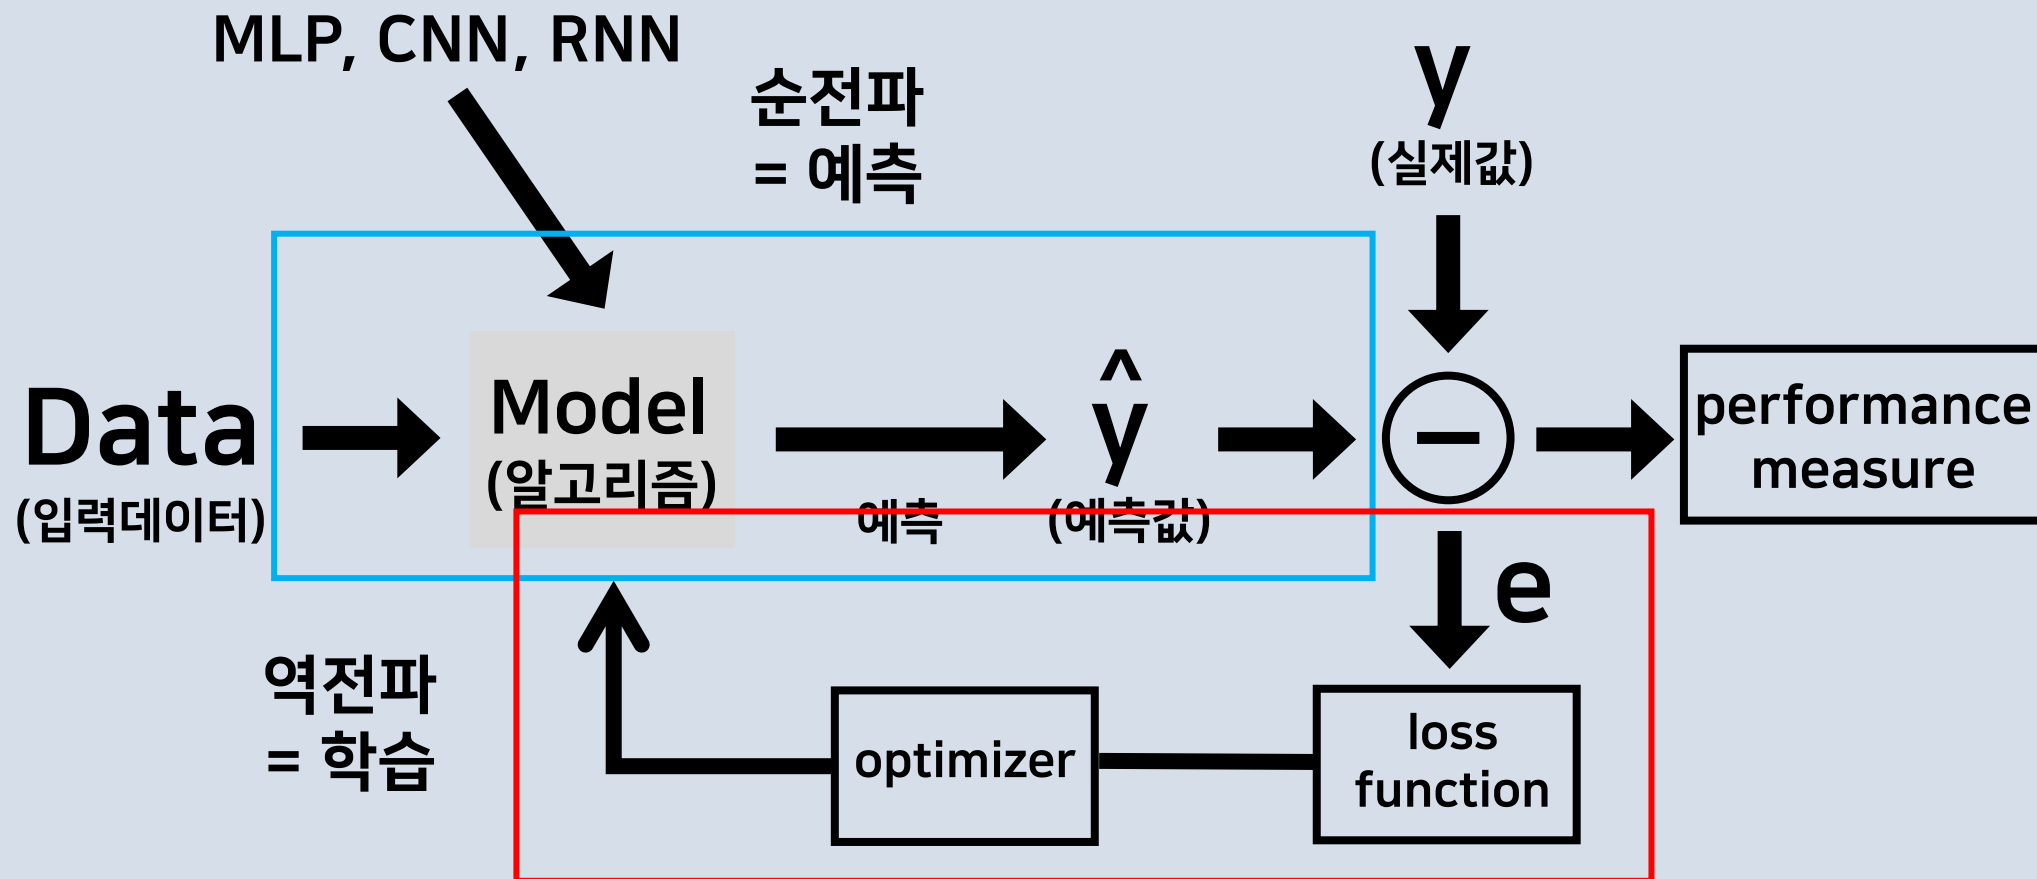 MLP, CNN, RNN
순전파
= 예측
y
(실제값)
Data
(입력데이터)
Model
(알고리즘)
예측
ŷ
(예측값)
−
performance
measure
e
역전파
= 학습
optimizer
loss
function